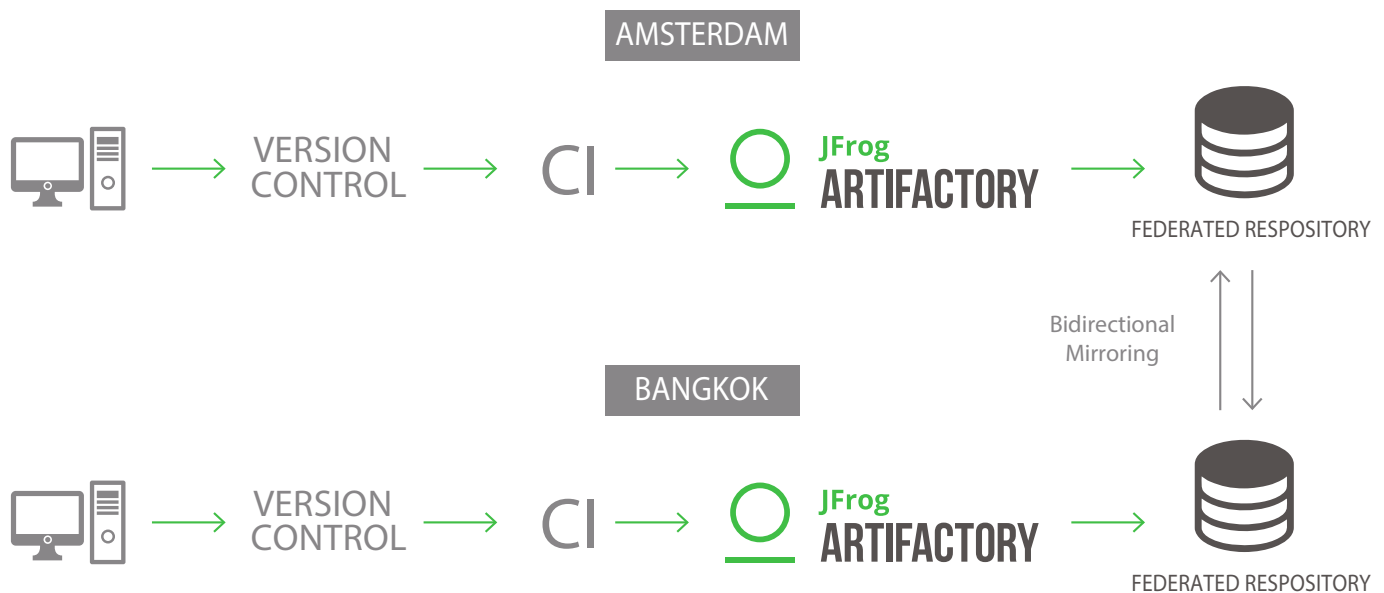 AMSTERDAM
VERSION
CONTROL
CI
JFrog
ARTIFACTORY
FEDERATED RESPOSITORY
Bidirectional
Mirroring
BANGKOK
VERSION
CONTROL
CI
JFrog
ARTIFACTORY
FEDERATED RESPOSITORY